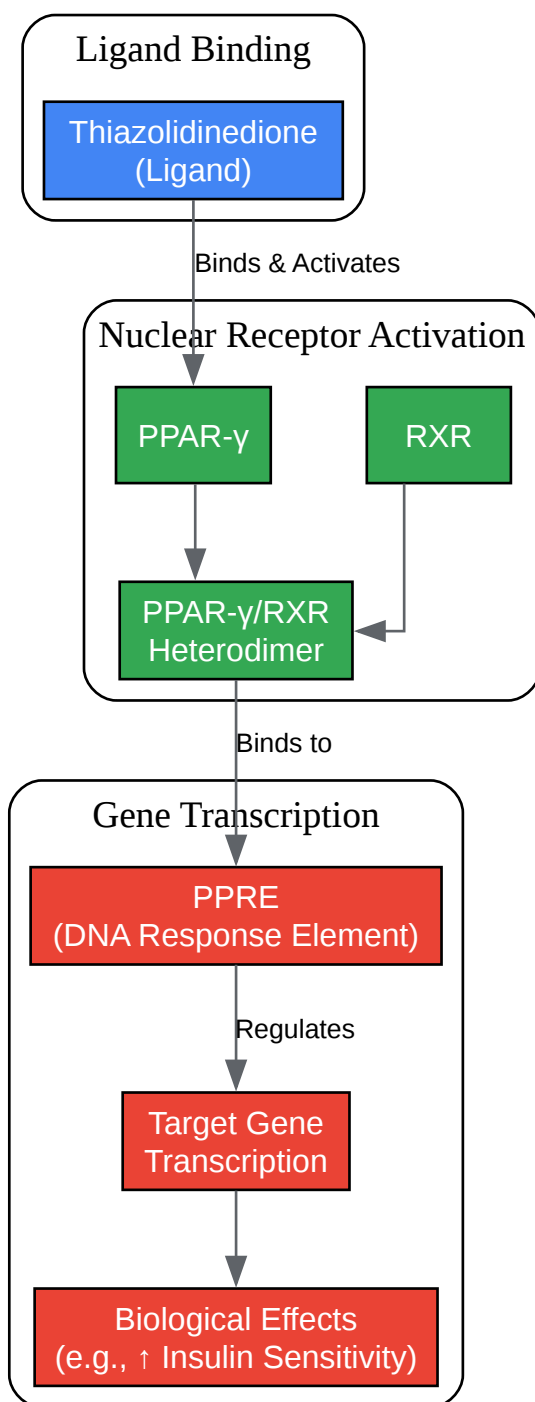 Ligand Binding
Thiazolidinedione
(Ligand)
Binds & Activates
Nuclear Receptor Activation
PPAR-γ
RXR
PPAR-γ/RXR
Heterodimer
Binds to
Gene Transcription
PPRE
(DNA Response Element)
Regulates
Target Gene
Transcription
Biological Effects
(e.g., ↑ Insulin Sensitivity)